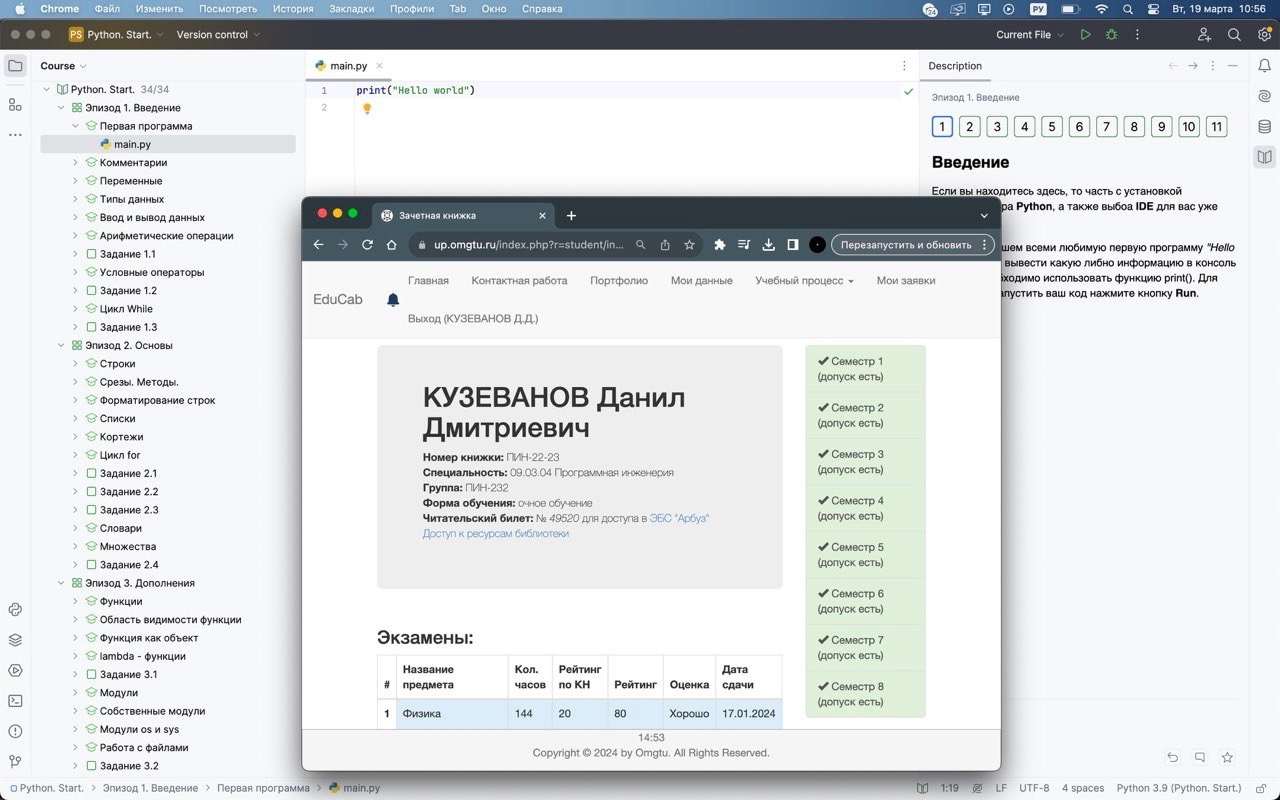 Chrome Файл Изменить Посмотреть История Закладки Профили Tab Окно Справка
РУ Вт, 19 марта 10:56
PS Python. Start. Version control Current File
Course
Python. Start. 34/34
Эпизод 1. Введение
Первая программа
main.py
Комментарии
Переменные
Типы данных
Ввод и вывод данных
Арифметические операции
Задание 1.1
Условные операторы
Задание 1.2
Цикл While
Задание 1.3
Эпизод 2. Основы
Строки
Срезы. Методы.
Форматирование строк
Списки
Кортежи
Цикл for
Задание 2.1
Задание 2.2
Задание 2.3
Словари
Множества
Задание 2.4
Эпизод 3. Дополнения
Функции
Область видимости функции
Функция как объект
lambda - функции
Задание 3.1
Модули
Собственные модули
Модули os и sys
Работа с файлами
Задание 3.2
main.py
1 print("Hello world")
2
Description
Эпизод 1. Введение
1 2 3 4 5 6 7 8 9 10 11
Введение
Если вы находитесь здесь, то часть с установкой
ра Python, а также выбоа IDE для вас уже
шем всеми любимую первую программу "Hello
вывести какую либно информацию в консоль
ходимо использовать функцию print(). Для
апустить ваш код нажмите кнопку Run.
Зачетная книжка
up.omgtu.ru/index.php?r=student/in...
Перезапустить и обновить
EduCab
Главная Контактная работа Портфолио Мои данные Учебный процесс Мои заявки
Выход (КУЗЕВАНОВ Д.Д.)
КУЗЕВАНОВ Данил
Дмитриевич
Номер книжки: ПИН-22-23
Специальность: 09.03.04 Программная инженерия
Группа: ПИН-232
Форма обучения: очное обучение
Читательский билет: № 49520 для доступа в ЭБС "Арбуз"
Доступ к ресурсам библиотеки
Семестр 1
(допуск есть)
Семестр 2
(допуск есть)
Семестр 3
(допуск есть)
Семестр 4
(допуск есть)
Семестр 5
(допуск есть)
Семестр 6
(допуск есть)
Семестр 7
(допуск есть)
Семестр 8
(допуск есть)
Экзамены:
# Название предмета Кол. часов Рейтинг по КН Рейтинг Оценка Дата сдачи
1 Физика 144 20 80 Хорошо 17.01.2024
14:53
Copyright © 2024 by Omgtu. All Rights Reserved.
Python. Start. Эпизод 1. Введение Первая программа main.py
1:19 LF UTF-8 4 spaces Python 3.9 (Python. Start.)